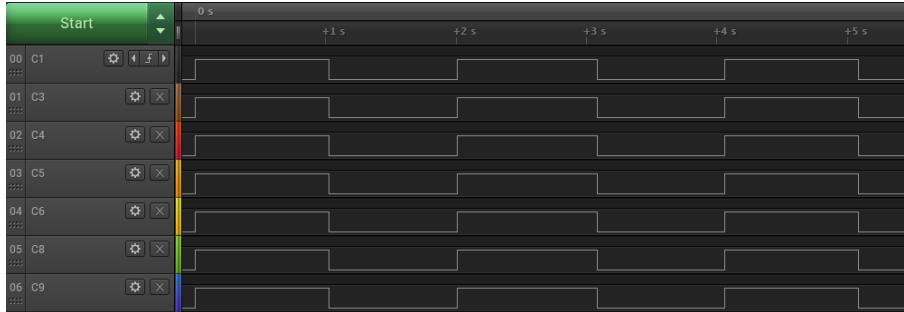 Start
0 s
+1 s +2 s +3 s +4 s +5 s
00 C1
01 C3
02 C4
03 C5
04 C6
05 C8
06 C9